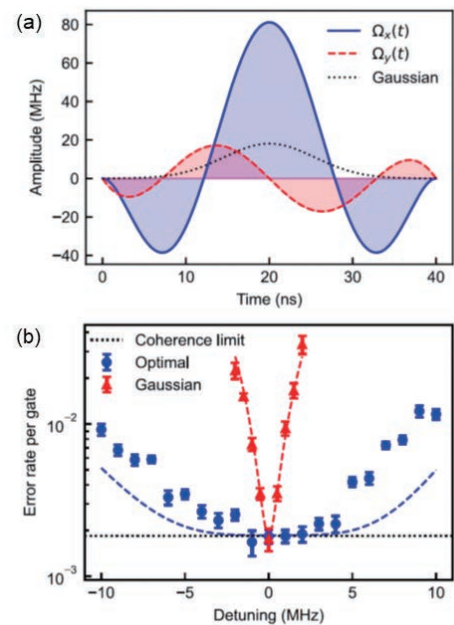 (a)
80
60
40
20
0
−20
−40
Amplitude (MHz)
Ωx(t)
Ωy(t)
Gaussian
0 10 20 30 40
Time (ns)
(b)
Coherence limit
Optimal
Gaussian
10⁻²
10⁻³
Error rate per gate
−10 −5 0 5 10
Detuning (MHz)